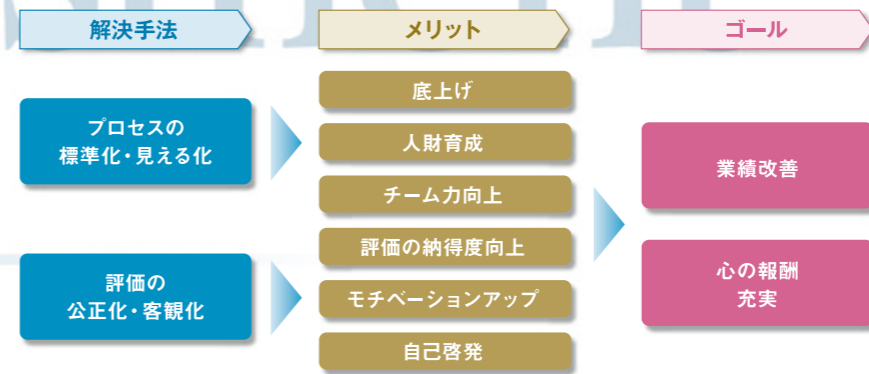 解決手法
メリット
ゴール
プロセスの
標準化・見える化
評価の
公正化・客観化
底上げ
人財育成
チーム力向上
評価の納得度向上
モチベーションアップ
自己啓発
業績改善
心の報酬
充実